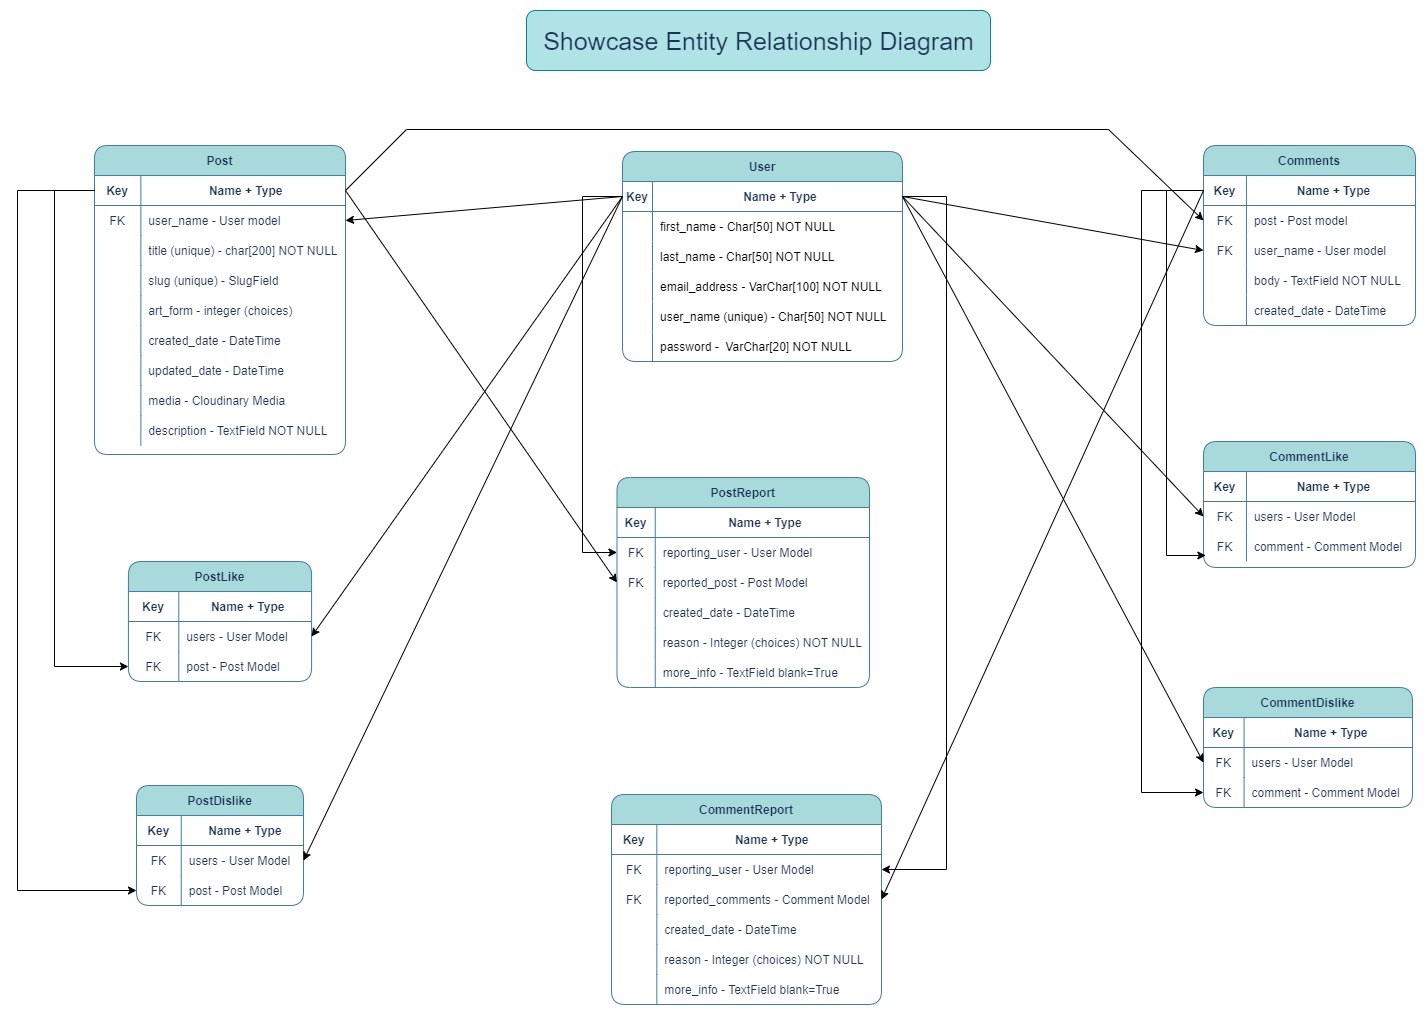 Showcase Entity Relationship Diagram
Post
Key Name + Type
FK user_name - User model
title (unique) - char[200] NOT NULL
slug (unique) - SlugField
art_form - integer (choices)
created_date - DateTime
updated_date - DateTime
media - Cloudinary Media
description - TextField NOT NULL
User
Key Name + Type
first_name - Char[50] NOT NULL
last_name - Char[50] NOT NULL
email_address - VarChar[100] NOT NULL
user_name (unique) - Char[50] NOT NULL
password - VarChar[20] NOT NULL
Comments
Key Name + Type
FK post - Post model
FK user_name - User model
body - TextField NOT NULL
created_date - DateTime
CommentLike
Key Name + Type
FK users - User Model
FK comment - Comment Model
PostReport
Key Name + Type
FK reporting_user - User Model
FK reported_post - Post Model
created_date - DateTime
reason - Integer (choices) NOT NULL
more_info - TextField blank=True
PostLike
Key Name + Type
FK users - User Model
FK post - Post Model
CommentDislike
Key Name + Type
FK users - User Model
FK comment - Comment Model
PostDislike
Key Name + Type
FK users - User Model
FK post - Post Model
CommentReport
Key Name + Type
FK reporting_user - User Model
FK reported_comments - Comment Model
created_date - DateTime
reason - Integer (choices) NOT NULL
more_info - TextField blank=True